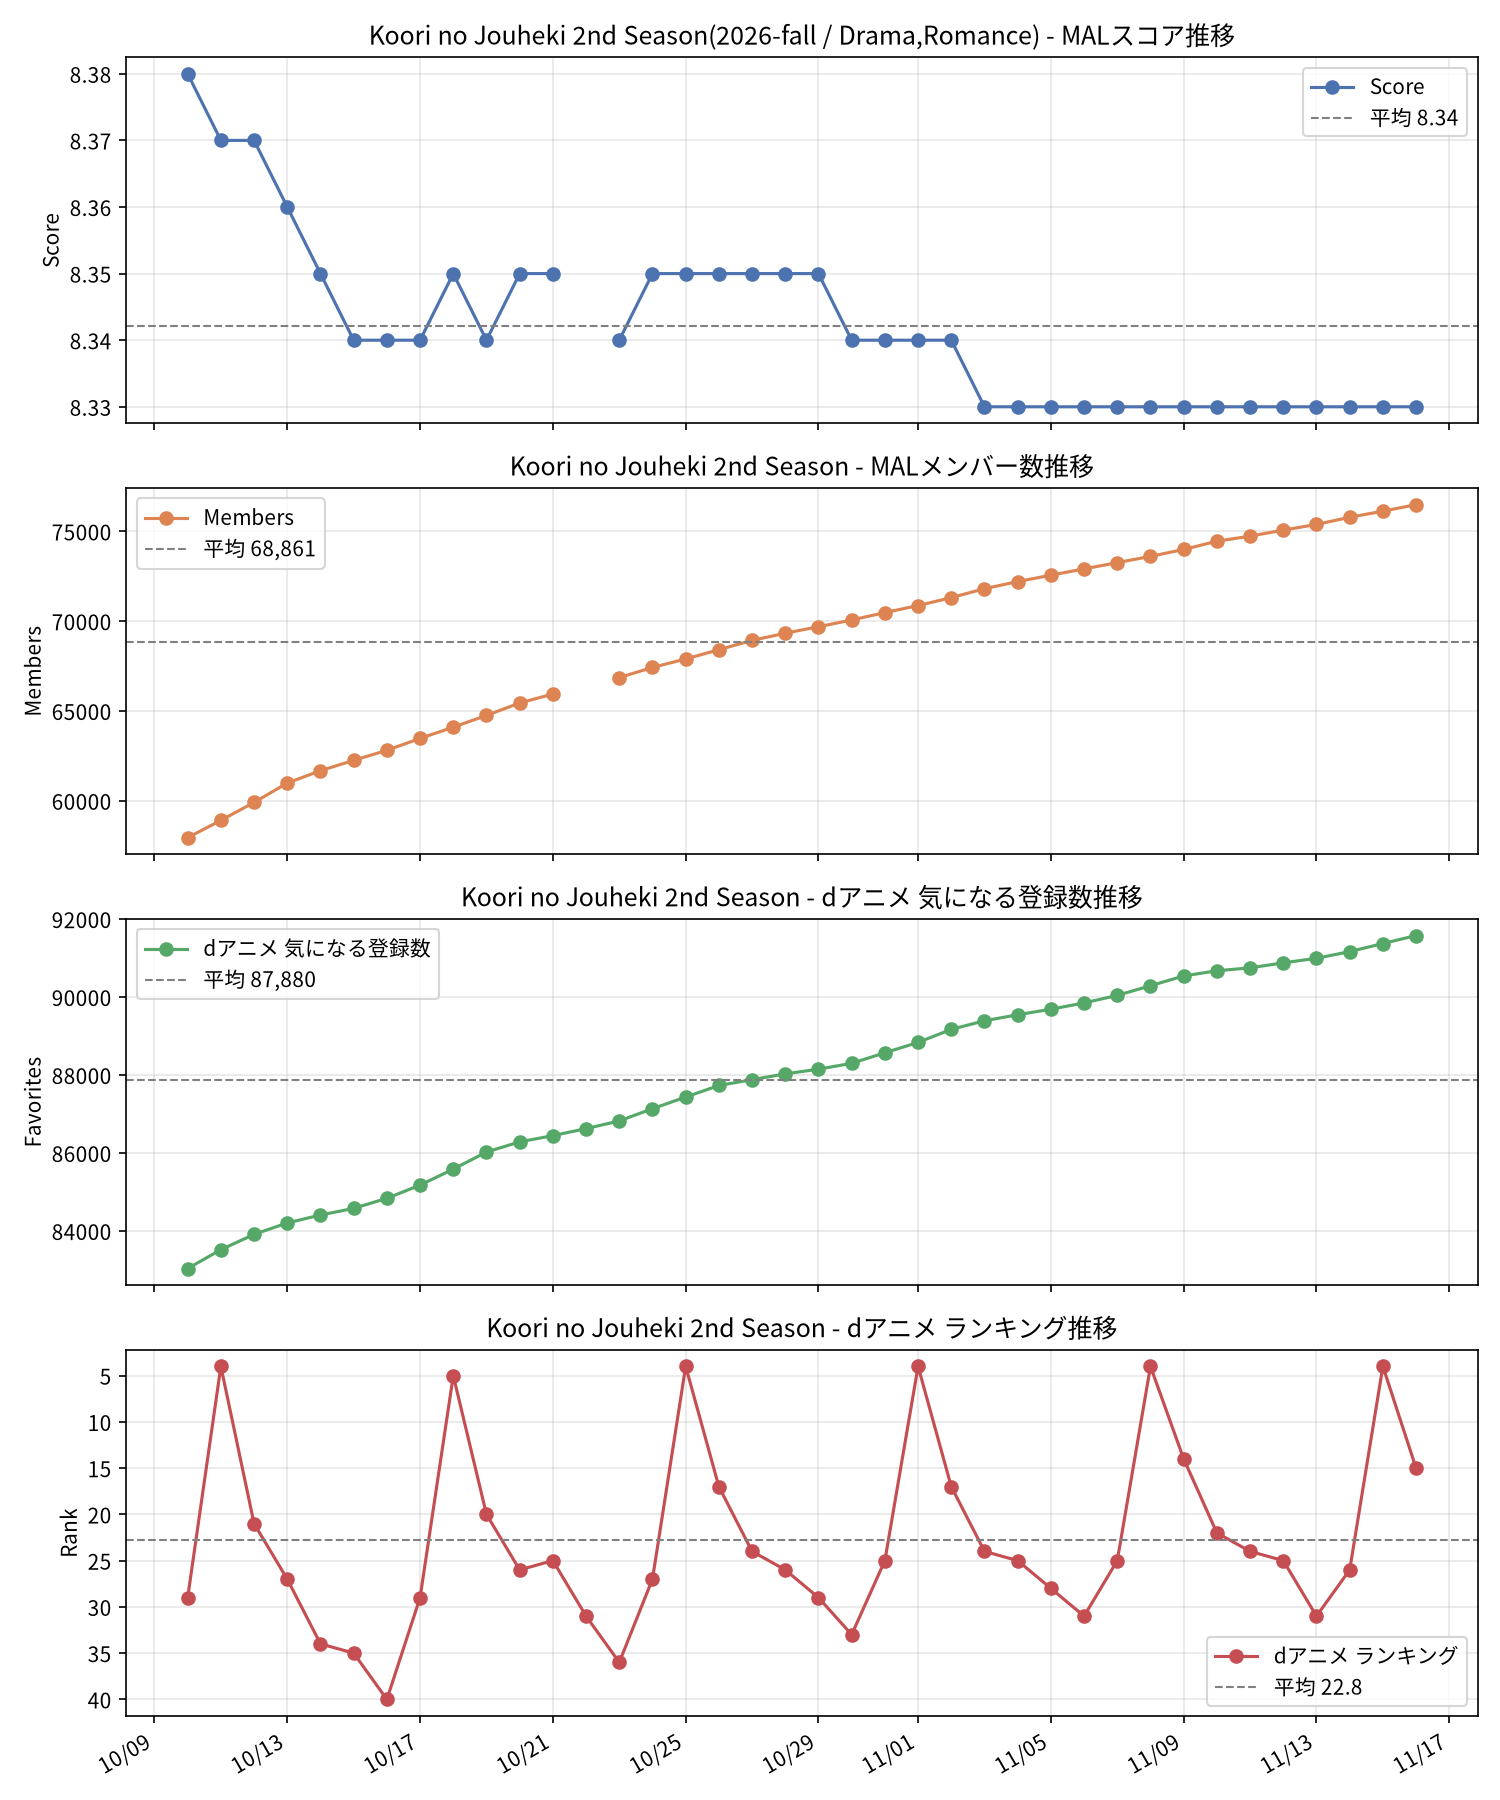 Koori no Jouheki 2nd Season(2026-fall / Drama,Romance) - MALスコア推移
Score
平均 8.34
8.38
8.37
8.36
8.35
8.34
8.33
Score
Koori no Jouheki 2nd Season - MALメンバー数推移
Members
平均 68,861
75000
70000
65000
60000
Members
Koori no Jouheki 2nd Season - dアニメ 気になる登録数推移
dアニメ 気になる登録数
平均 87,880
92000
90000
88000
86000
84000
Favorites
Koori no Jouheki 2nd Season - dアニメ ランキング推移
5
10
15
20
25
30
35
40
Rank
dアニメ ランキング
平均 22.8
10/09
10/13
10/17
10/21
10/25
10/29
11/01
11/05
11/09
11/13
11/17